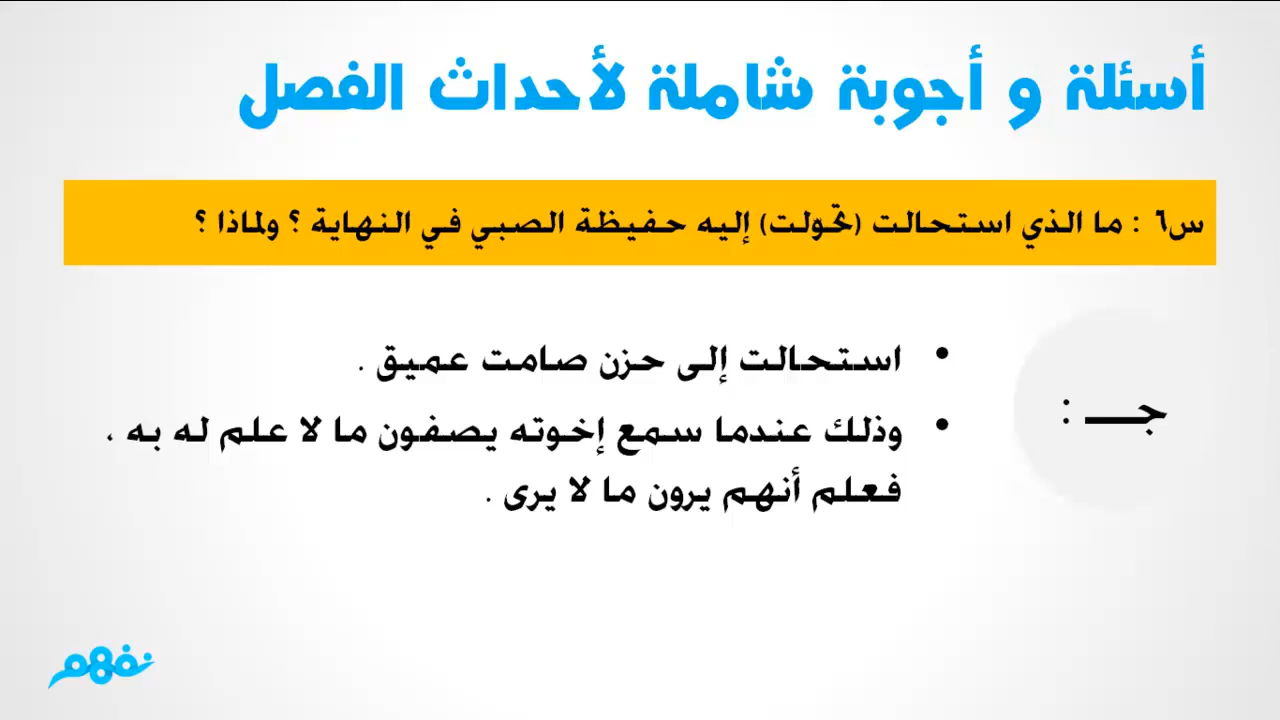 أسئلة و أجوبة شاملة لأحداث الفصل
س٦ : ما الذي استحالت (تحولت) إليه حفيظة الصبي في النهاية ؟ ولماذا ؟
جـــ :
• استحالت إلى حزن صامت عميق .
• وذلك عندما سمع إخوته يصفون ما لا علم له به ،
فعلم أنهم يرون ما لا يرى .
نفهم